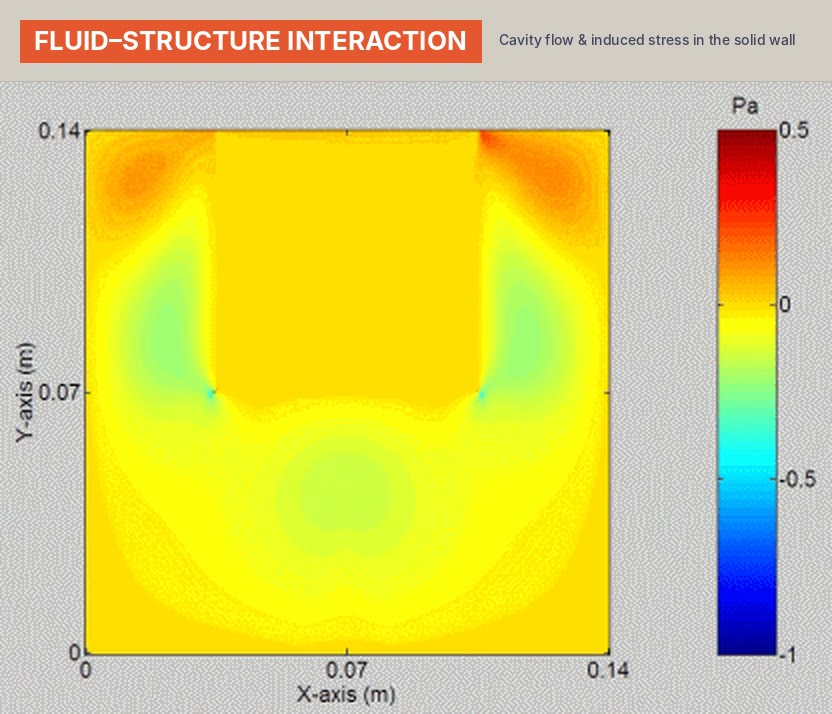 FLUID–STRUCTURE INTERACTION
Cavity flow & induced stress in the solid wall
Pa
0.14
0.5
0
Y-axis (m)
0.07
-0.5
0
-1
0
0.07
0.14
X-axis (m)